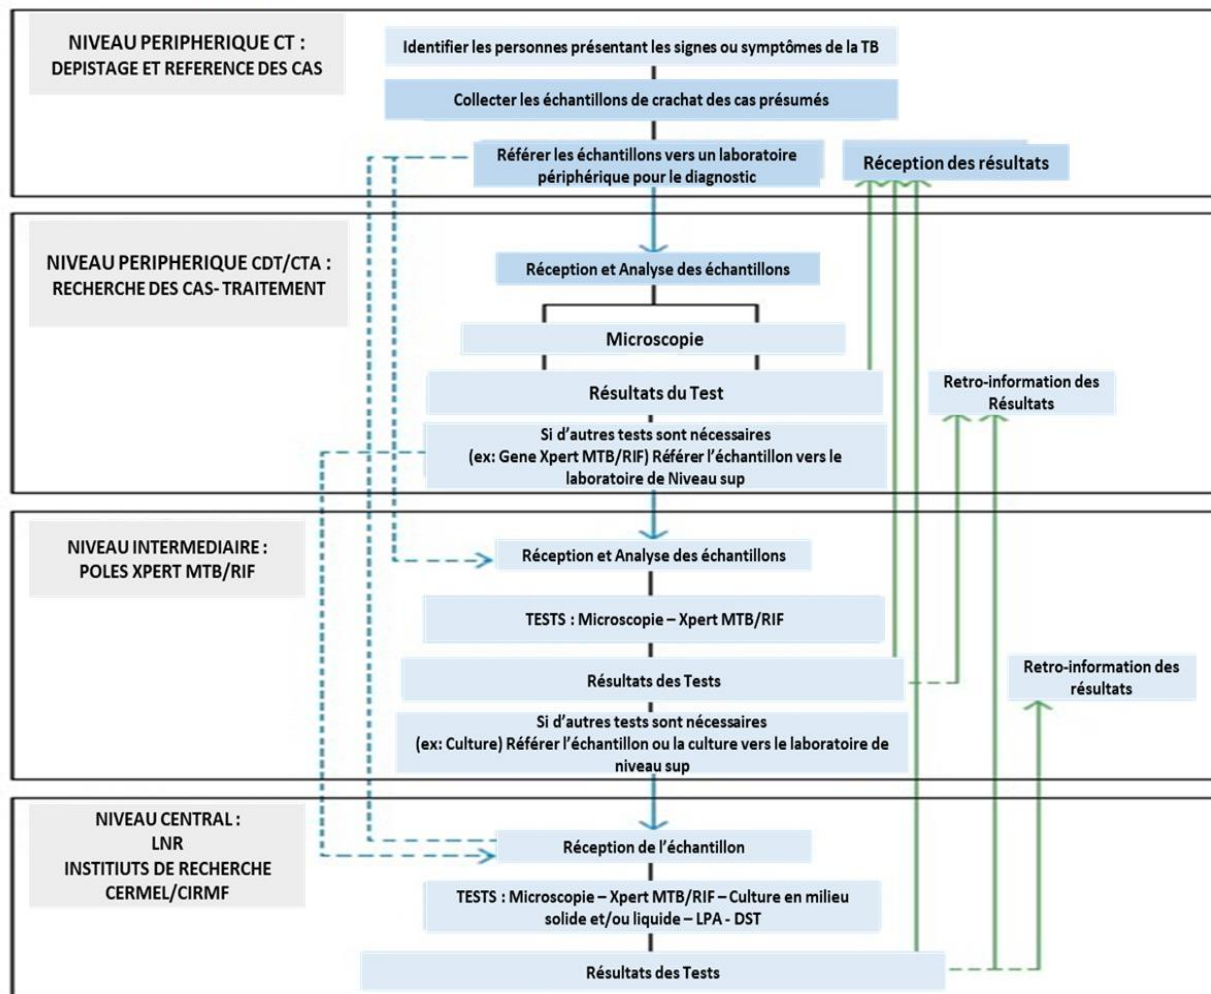 NIVEAU PERIPHERIQUE CT :
DEPISTAGE ET REFERENCE DES CAS
Identifier les personnes présentant les signes ou symptômes de la TB
Collecter les échantillons de crachat des cas présumés
Référer les échantillons vers un laboratoire
périphérique pour le diagnostic
Réception des résultats
NIVEAU PERIPHERIQUE CDT/CTA :
RECHERCHE DES CAS- TRAITEMENT
Réception et Analyse des échantillons
Microscopie
Résultats du Test
Retro-information des
Résultats
Si d'autres tests sont nécessaires
(ex: Gene Xpert MTB/RIF) Référer l'échantillon vers le
laboratoire de Niveau sup
NIVEAU INTERMEDIAIRE :
POLES XPERT MTB/RIF
Réception et Analyse des échantillons
TESTS : Microscopie – Xpert MTB/RIF
Résultats des Tests
Retro-information des
résultats
Si d'autres tests sont nécessaires
(ex: Culture) Référer l'échantillon ou la culture vers le laboratoire de
niveau sup
NIVEAU CENTRAL :
LNR
INSTITIUTS DE RECHERCHE
CERMEL/CIRMF
Réception de l'échantillon
TESTS : Microscopie – Xpert MTB/RIF – Culture en milieu
solide et/ou liquide – LPA - DST
Résultats des Tests